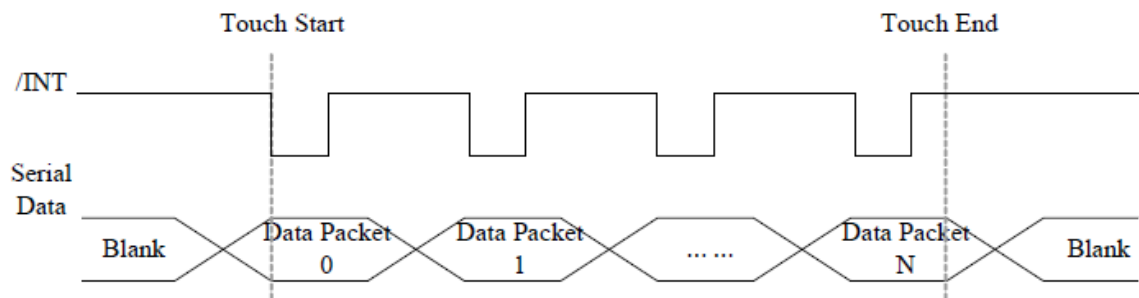 Touch Start
Touch End
/INT
Serial
Data
Blank
Data Packet
0
Data Packet
1
... ...
Data Packet
N
Blank